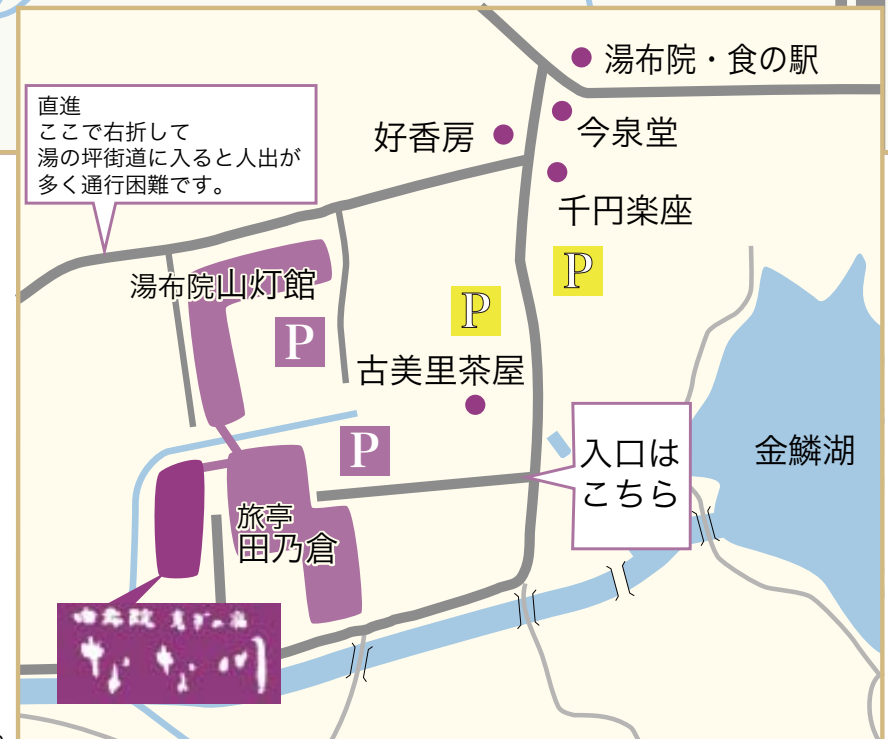 湯布院・食の駅
直進
ここで右折して
湯の坪街道に入ると人出が
多く通行困難です。
好香房
今泉堂
千円楽座
P
湯布院山灯館
P
P
古美里茶屋
P
入口は
こちら
金鱗湖
旅亭
田乃倉